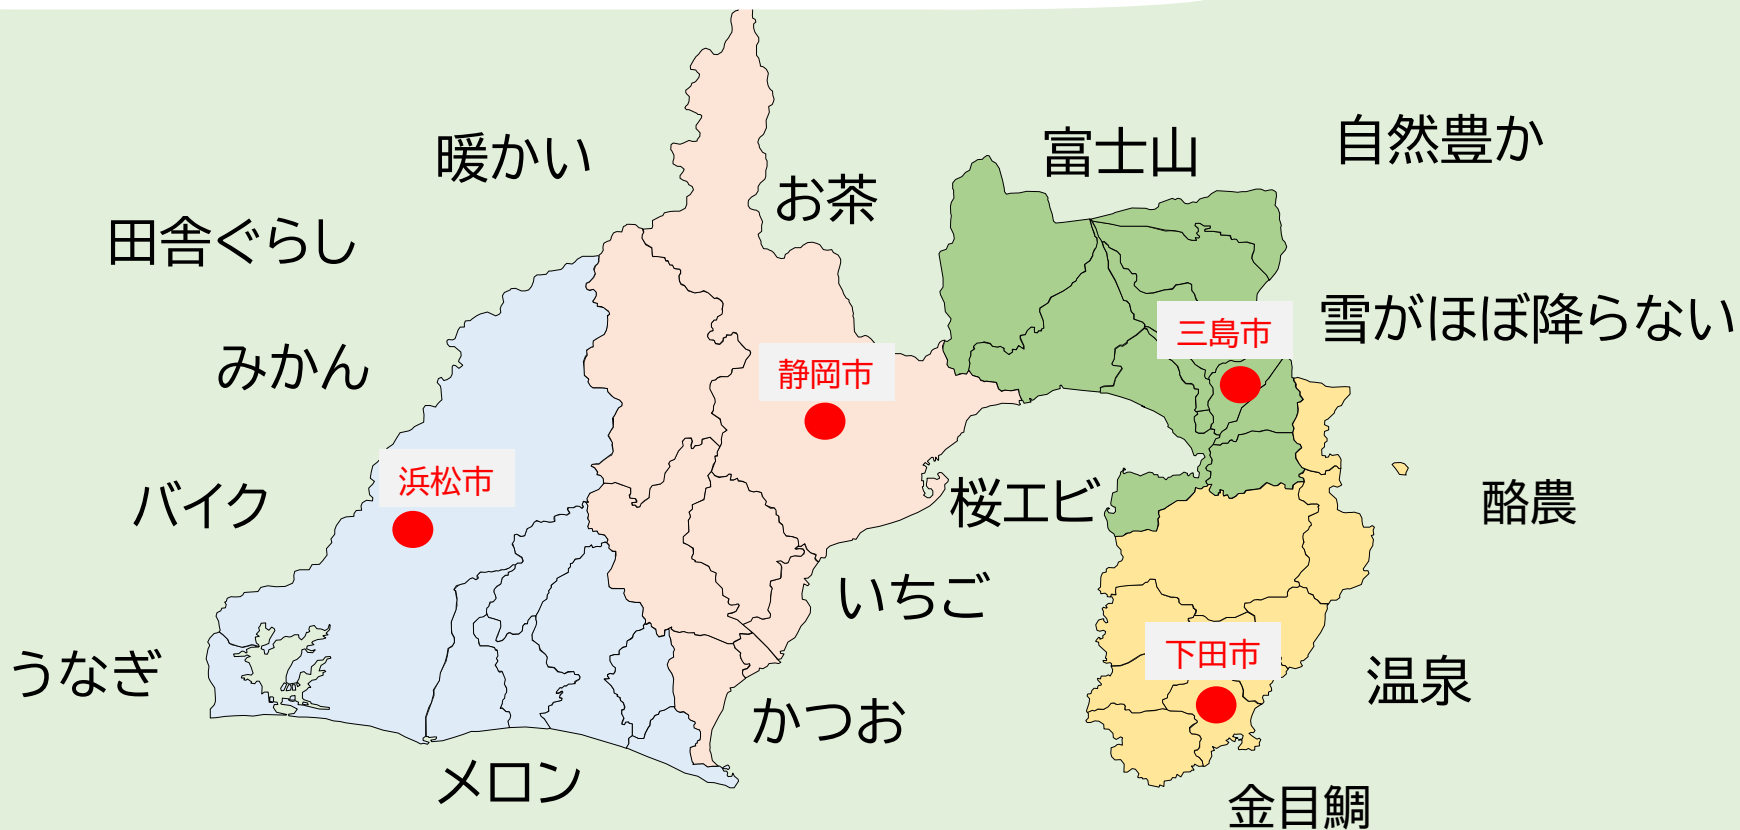 自然豊か
富士山
暖かい
お茶
田舎ぐらし
雪がほぼ降らない
三島市
みかん
静岡市
浜松市
バイク
桜エビ
酪農
いちご
うなぎ
下田市
温泉
かつお
メロン
金目鯛